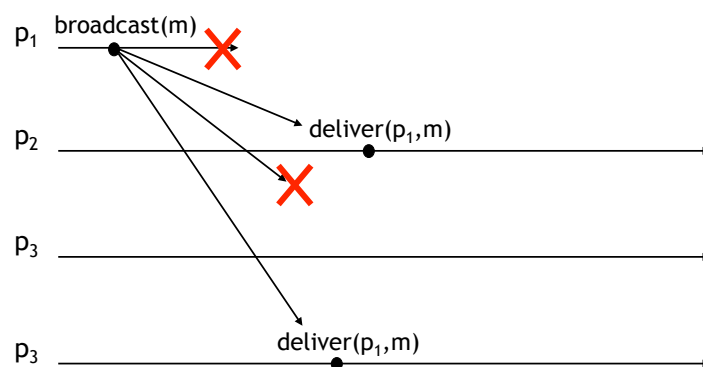 broadcast(m)
p₁
deliver(p₁,m)
p₂
p₃
deliver(p₁,m)
p₃